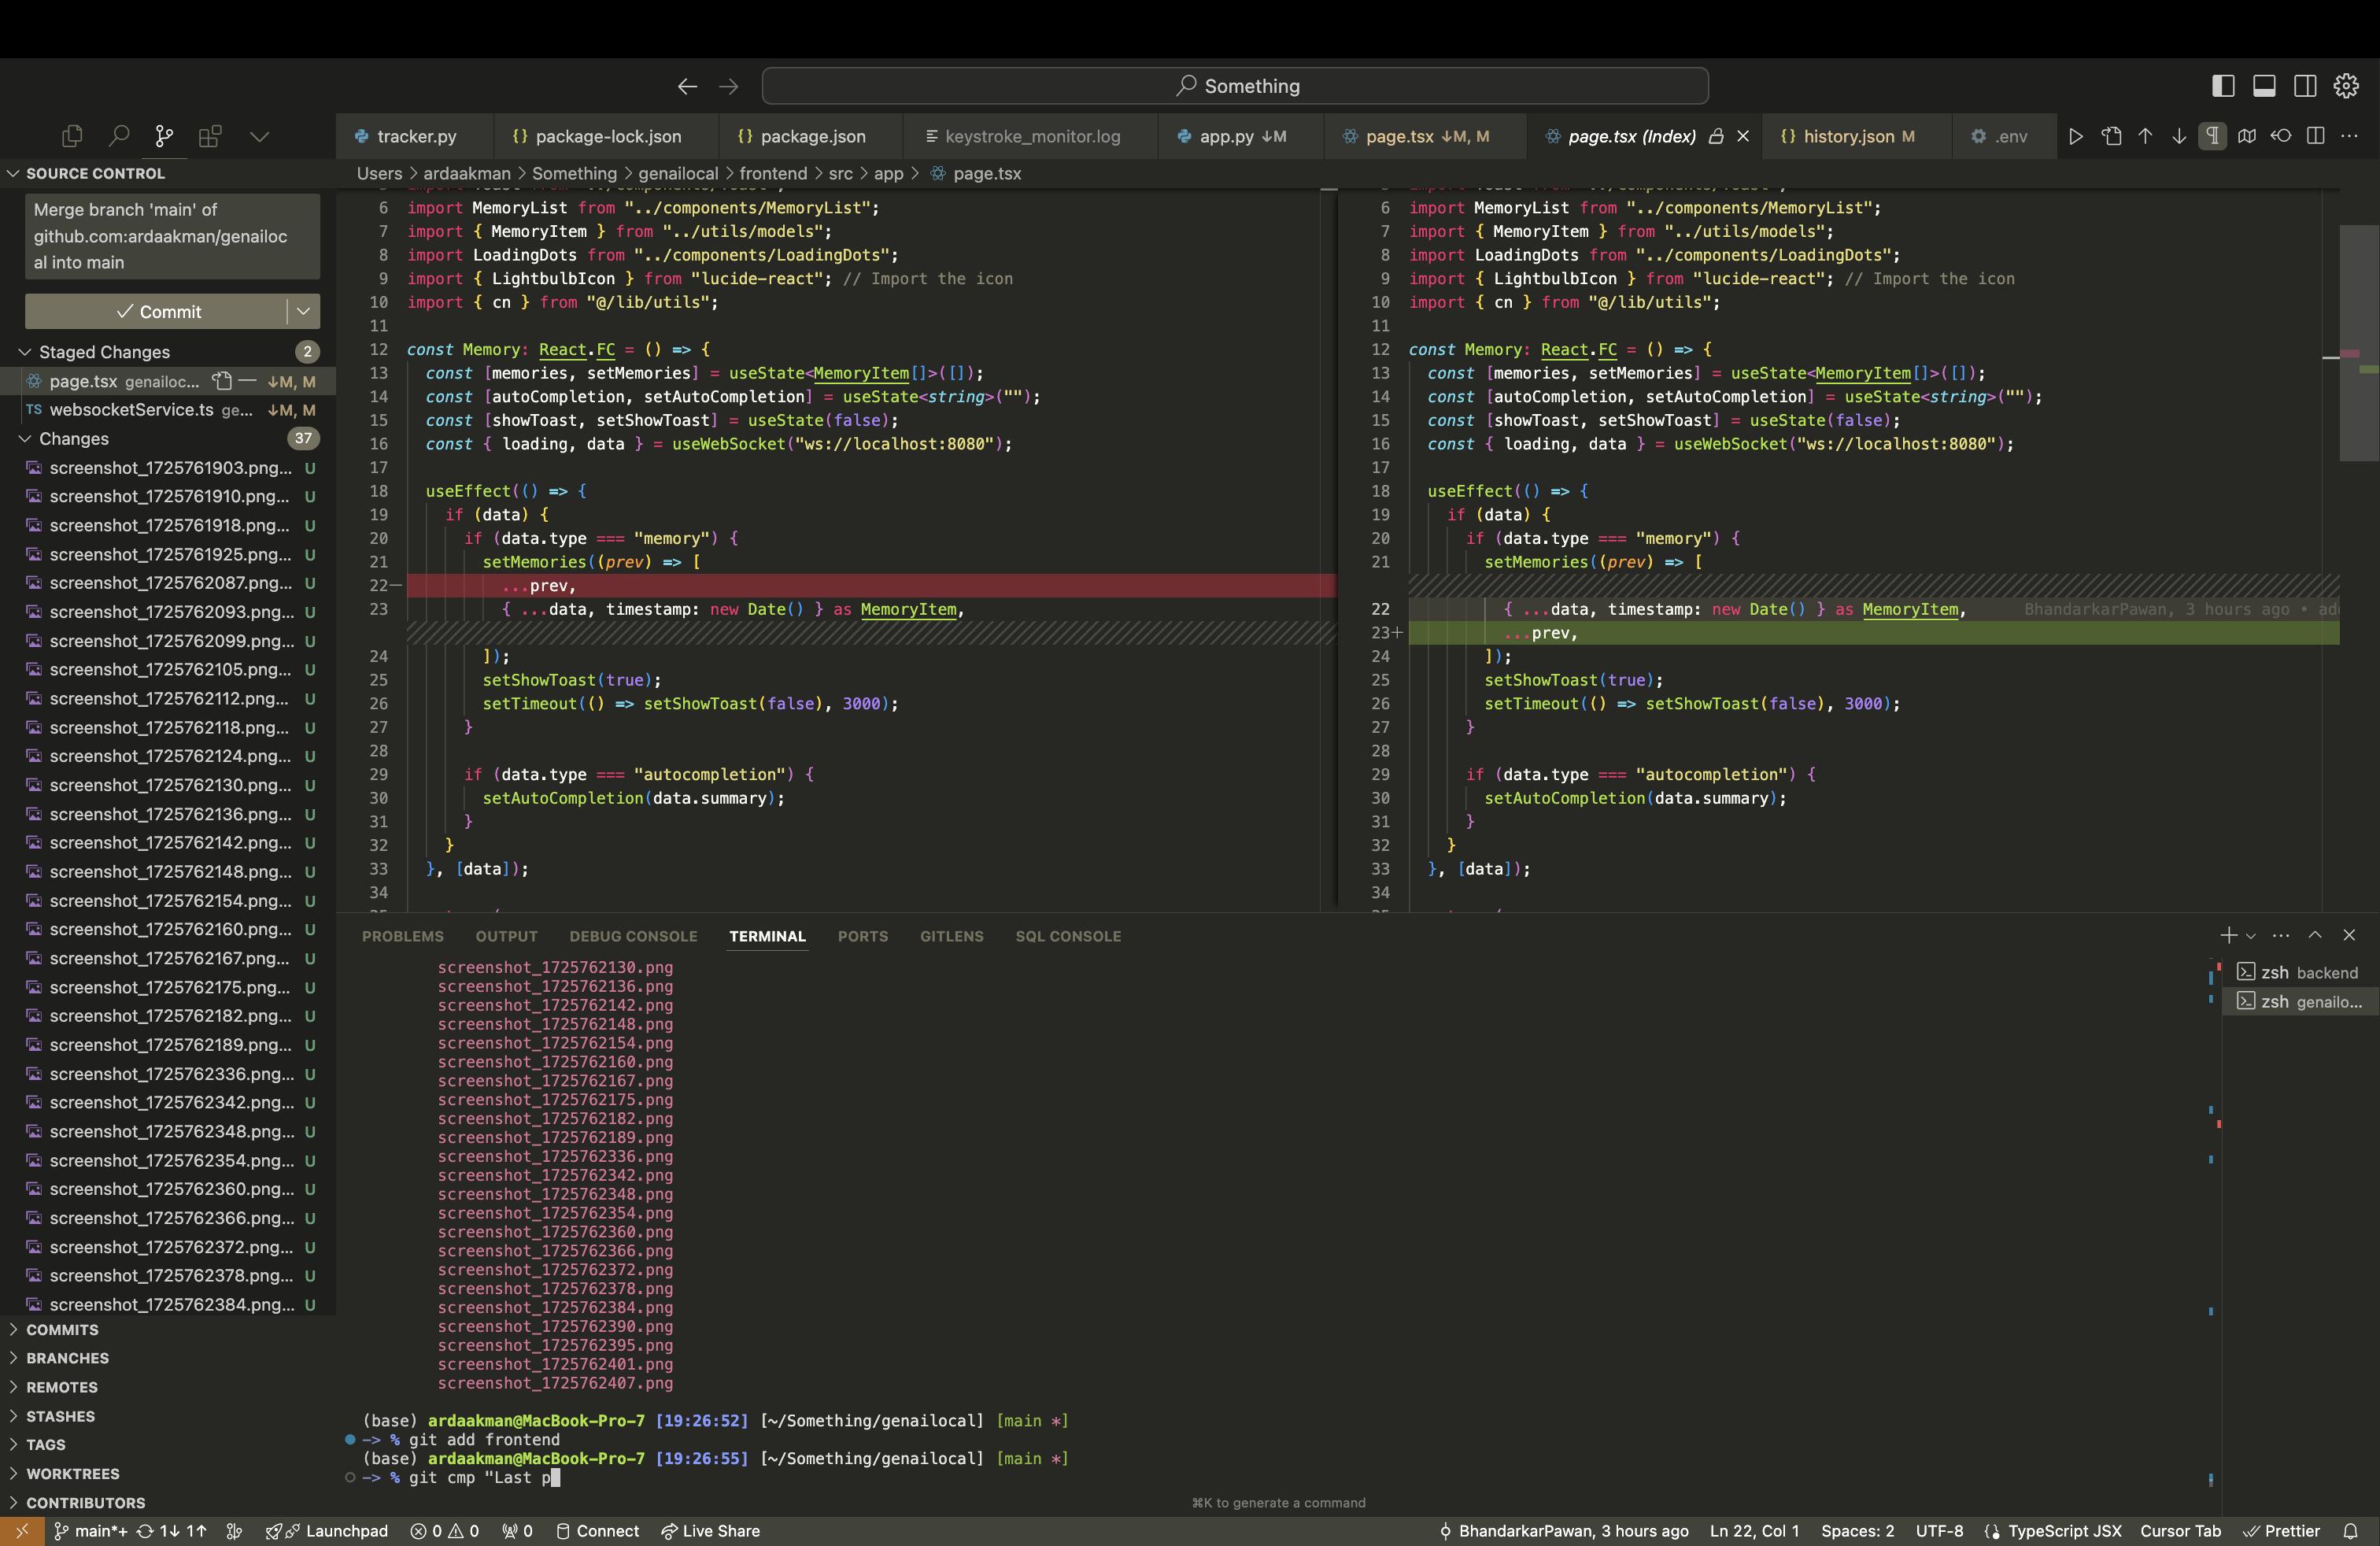 Something
tracker.py
{} package-lock.json
{} package.json
keystroke_monitor.log
app.py ↓M
page.tsx ↓M, M
page.tsx (Index)
{} history.json M
.env
SOURCE CONTROL
Users > ardaakman > Something > genailocal > frontend > src > app > page.tsx
Merge branch 'main' of
github.com:ardaakman/genailoc
al into main
Commit
Staged Changes 2
page.tsx genailoc... ↓M, M
TS websocketService.ts ge... ↓M, M
Changes 37
screenshot_1725761903.png... U
screenshot_1725761910.png... U
screenshot_1725761918.png... U
screenshot_1725761925.png... U
screenshot_1725762087.png... U
screenshot_1725762093.png... U
screenshot_1725762099.png... U
screenshot_1725762105.png... U
screenshot_1725762112.png... U
screenshot_1725762118.png... U
screenshot_1725762124.png... U
screenshot_1725762130.png... U
screenshot_1725762136.png... U
screenshot_1725762142.png... U
screenshot_1725762148.png... U
screenshot_1725762154.png... U
screenshot_1725762160.png... U
screenshot_1725762167.png... U
screenshot_1725762175.png... U
screenshot_1725762182.png... U
screenshot_1725762189.png... U
screenshot_1725762336.png... U
screenshot_1725762342.png... U
screenshot_1725762348.png... U
screenshot_1725762354.png... U
screenshot_1725762360.png... U
screenshot_1725762366.png... U
screenshot_1725762372.png... U
screenshot_1725762378.png... U
screenshot_1725762384.png... U
COMMITS
BRANCHES
REMOTES
STASHES
TAGS
WORKTREES
CONTRIBUTORS
6 import MemoryList from "../components/MemoryList";
7 import { MemoryItem } from "../utils/models";
8 import LoadingDots from "../components/LoadingDots";
9 import { LightbulbIcon } from "lucide-react"; // Import the icon
10 import { cn } from "@/lib/utils";
11
12 const Memory: React.FC = () => {
13 const [memories, setMemories] = useState<MemoryItem[]>([]);
14 const [autoCompletion, setAutoCompletion] = useState<string>("");
15 const [showToast, setShowToast] = useState(false);
16 const { loading, data } = useWebSocket("ws://localhost:8080");
17
18 useEffect(() => {
19 if (data) {
20 if (data.type === "memory") {
21 setMemories((prev) => [
22— ...prev,
23 { ...data, timestamp: new Date() } as MemoryItem,
24 ]);
25 setShowToast(true);
26 setTimeout(() => setShowToast(false), 3000);
27 }
28
29 if (data.type === "autocompletion") {
30 setAutoCompletion(data.summary);
31 }
32 }
33 }, [data]);
34
6 import MemoryList from "../components/MemoryList";
7 import { MemoryItem } from "../utils/models";
8 import LoadingDots from "../components/LoadingDots";
9 import { LightbulbIcon } from "lucide-react"; // Import the icon
10 import { cn } from "@/lib/utils";
11
12 const Memory: React.FC = () => {
13 const [memories, setMemories] = useState<MemoryItem[]>([]);
14 const [autoCompletion, setAutoCompletion] = useState<string>("");
15 const [showToast, setShowToast] = useState(false);
16 const { loading, data } = useWebSocket("ws://localhost:8080");
17
18 useEffect(() => {
19 if (data) {
20 if (data.type === "memory") {
21 setMemories((prev) => [
22 { ...data, timestamp: new Date() } as MemoryItem, BhandarkarPawan, 3 hours ago • ad
23+ ...prev,
24 ]);
25 setShowToast(true);
26 setTimeout(() => setShowToast(false), 3000);
27 }
28
29 if (data.type === "autocompletion") {
30 setAutoCompletion(data.summary);
31 }
32 }
33 }, [data]);
34
PROBLEMS OUTPUT DEBUG CONSOLE TERMINAL PORTS GITLENS SQL CONSOLE
screenshot_1725762130.png
screenshot_1725762136.png
screenshot_1725762142.png
screenshot_1725762148.png
screenshot_1725762154.png
screenshot_1725762160.png
screenshot_1725762167.png
screenshot_1725762175.png
screenshot_1725762182.png
screenshot_1725762189.png
screenshot_1725762336.png
screenshot_1725762342.png
screenshot_1725762348.png
screenshot_1725762354.png
screenshot_1725762360.png
screenshot_1725762366.png
screenshot_1725762372.png
screenshot_1725762378.png
screenshot_1725762384.png
screenshot_1725762390.png
screenshot_1725762395.png
screenshot_1725762401.png
screenshot_1725762407.png
(base) ardaakman@MacBook-Pro-7 [19:26:52] [~/Something/genailocal] [main *]
-> % git add frontend
(base) ardaakman@MacBook-Pro-7 [19:26:55] [~/Something/genailocal] [main *]
-> % git cmp "Last p
⌘K to generate a command
zsh backend
zsh genailo...
main*+ 1↓ 1↑ Launchpad 0 0 0 Connect Live Share
BhandarkarPawan, 3 hours ago Ln 22, Col 1 Spaces: 2 UTF-8 TypeScript JSX Cursor Tab Prettier